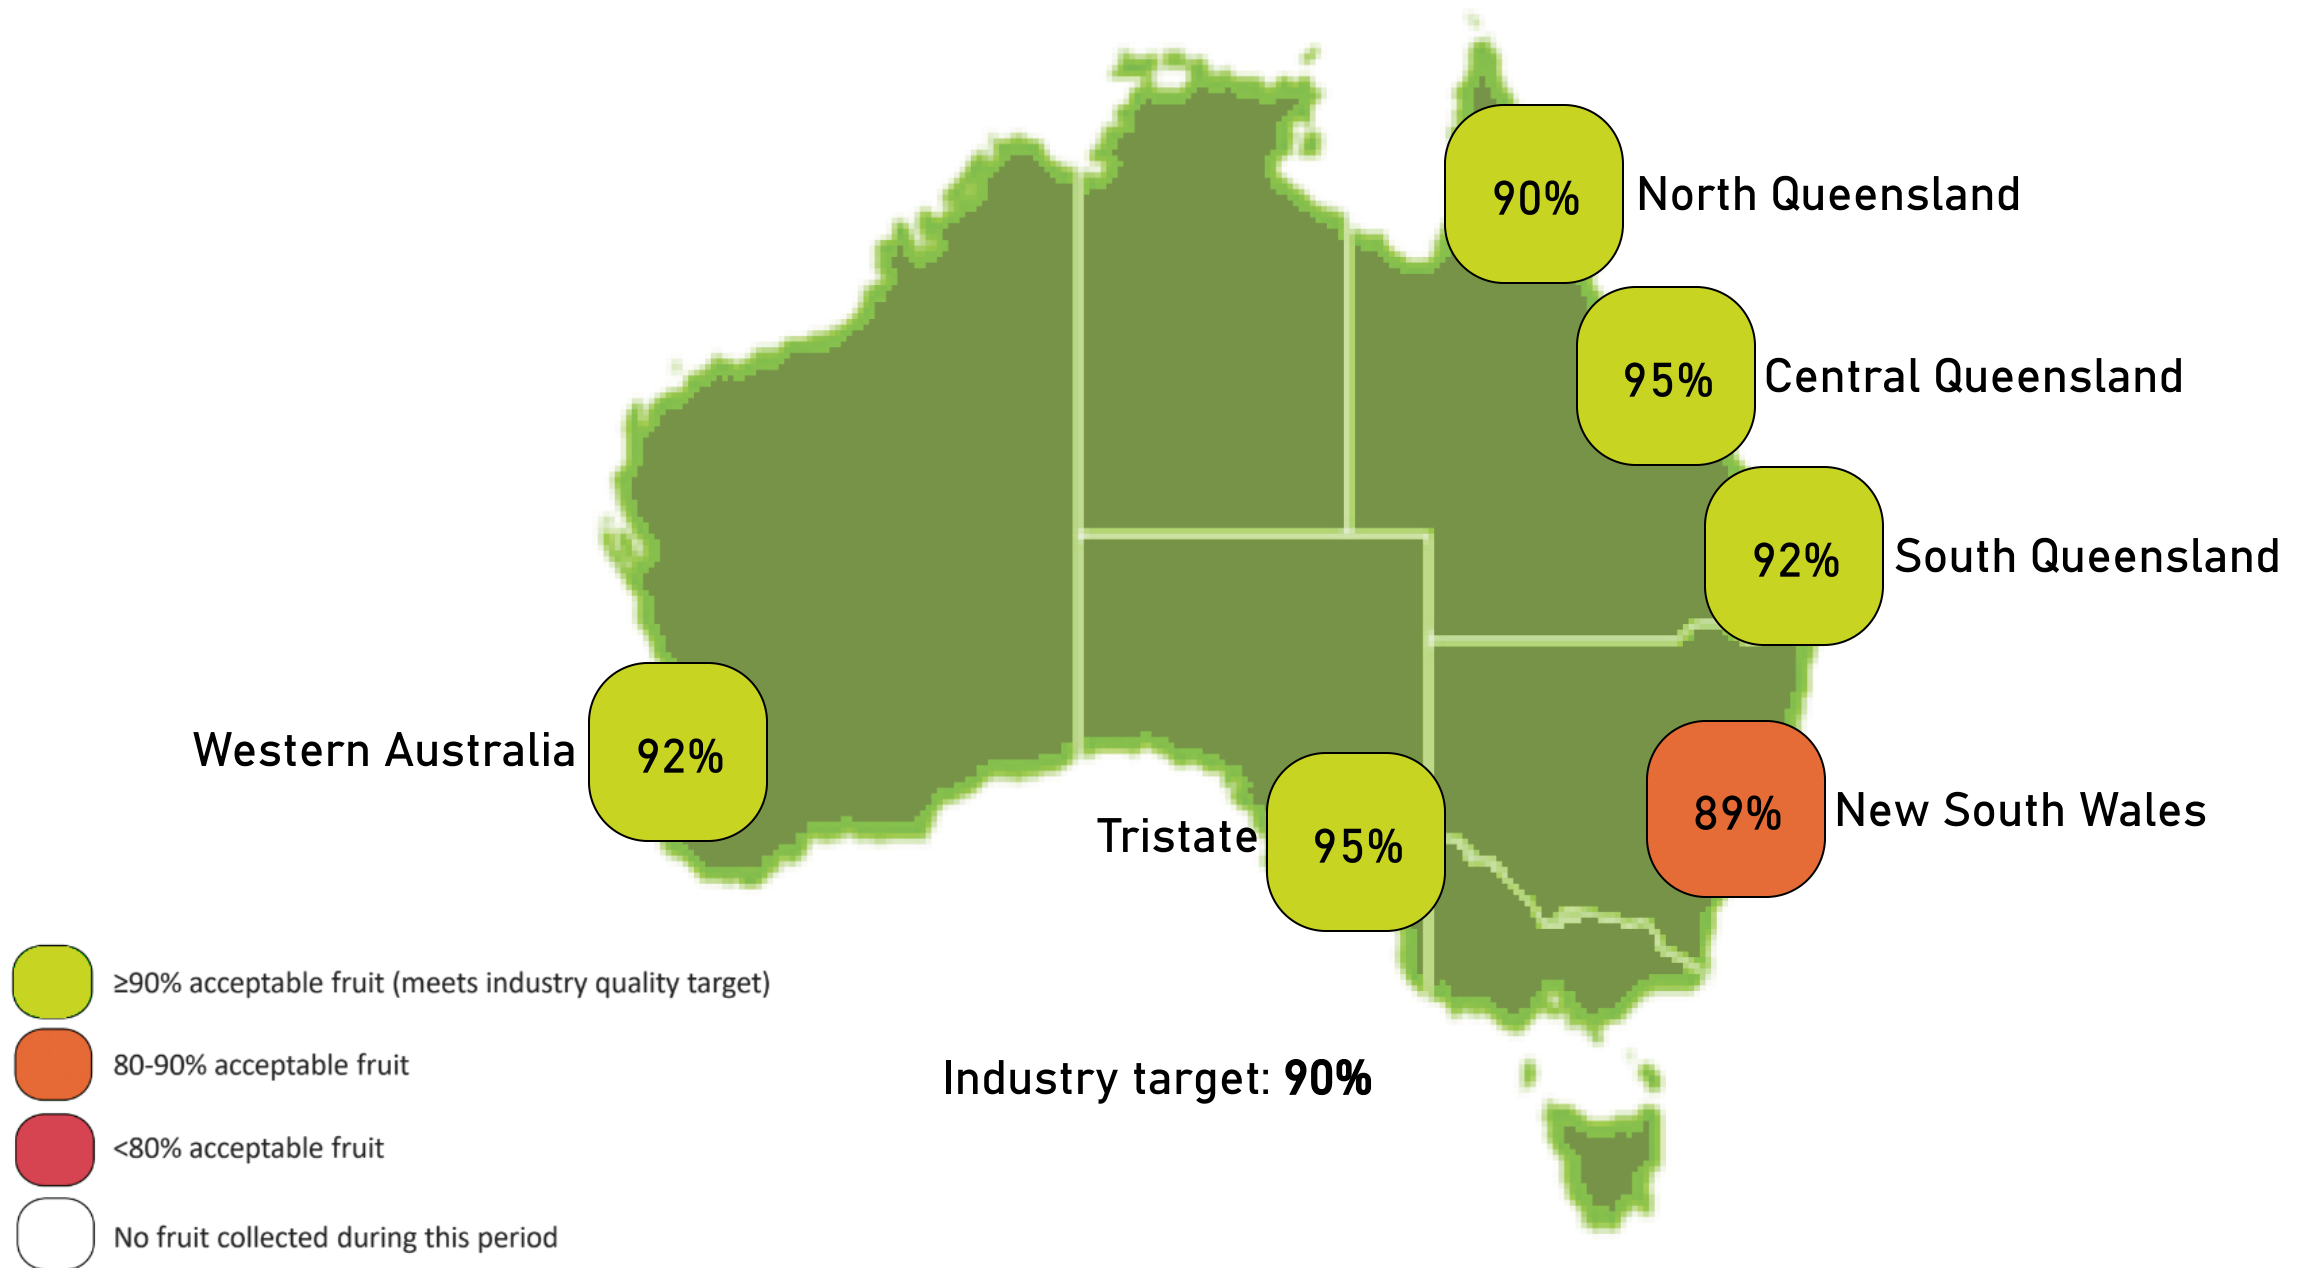 90% North Queensland
95% Central Queensland
92% South Queensland
Western Australia 92%
89% New South Wales
Tristate 95%
≥90% acceptable fruit (meets industry quality target)
80-90% acceptable fruit
Industry target: 90%
<80% acceptable fruit
No fruit collected during this period